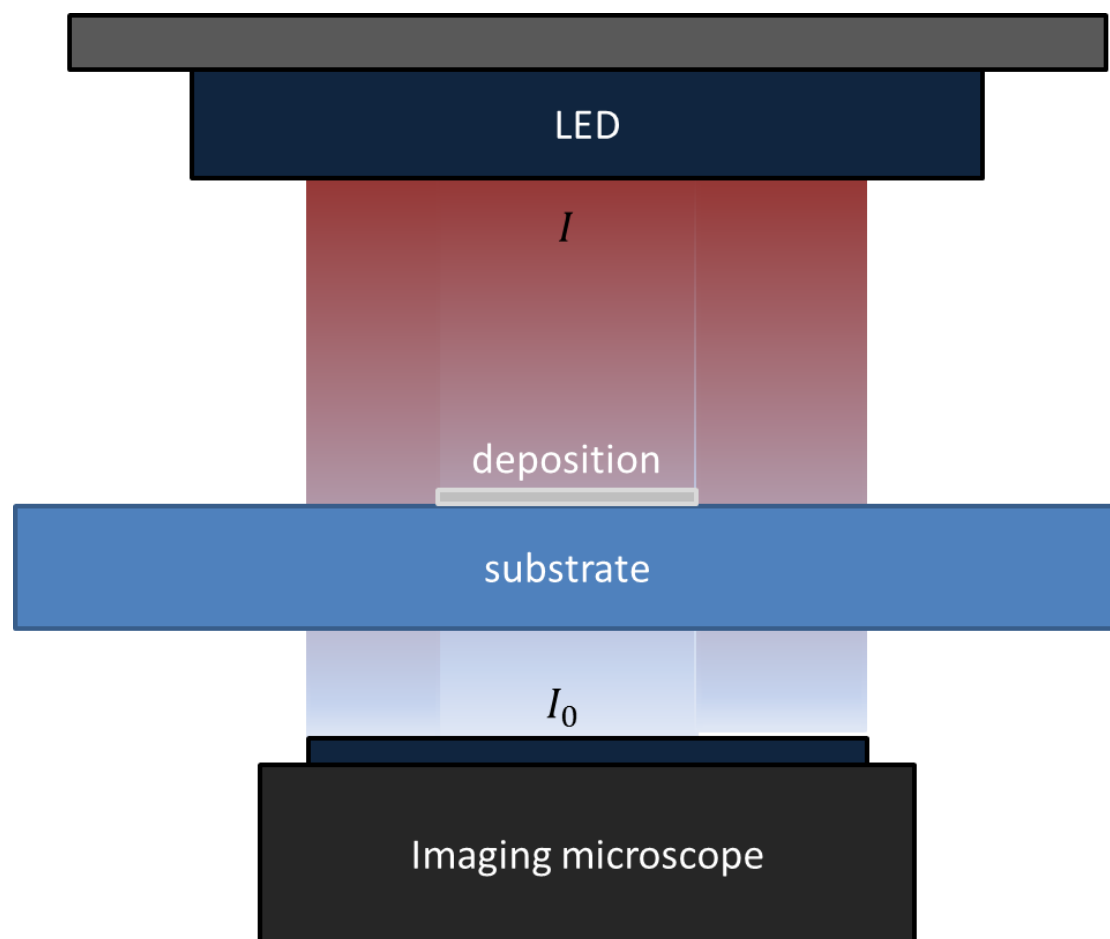 LED
I
deposition
substrate
I₀
Imaging microscope